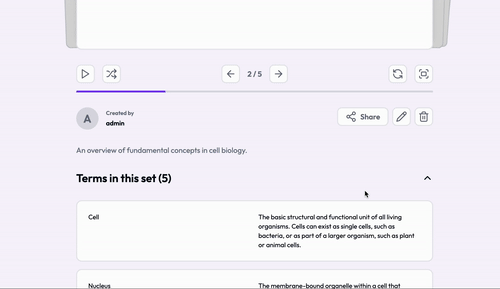 2 / 5
Created by
A
admin
Share
An overview of fundamental concepts in cell biology.
Terms in this set (5)
Cell
The basic structural and functional unit of all living
organisms. Cells can exist as single cells, such as
bacteria, or as part of a larger organism, such as plant
or animal cells.
Nucleus
The membrane-bound organelle within a cell that